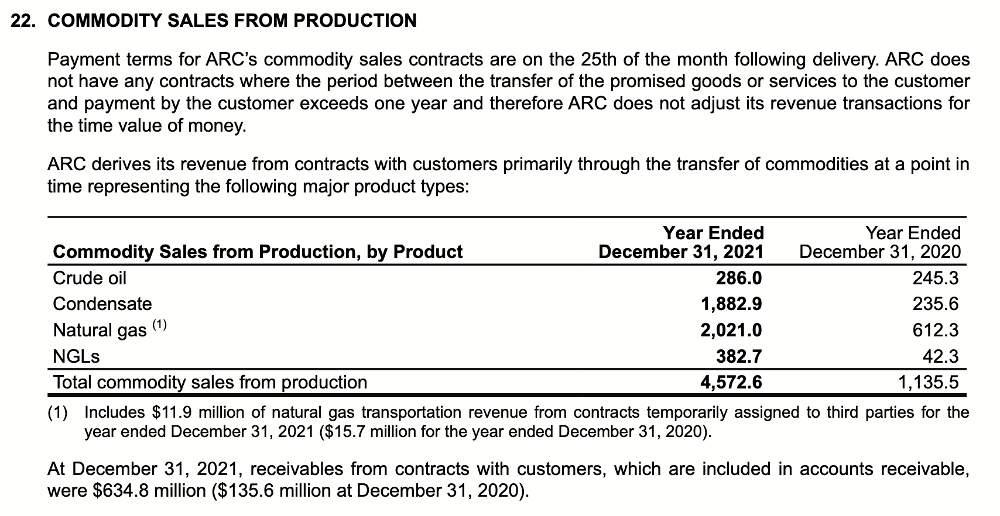 22. COMMODITY SALES FROM PRODUCTION
Payment terms for ARC’s commodity sales contracts are on the 25th of the month following delivery. ARC does
not have any contracts where the period between the transfer of the promised goods or services to the customer
and payment by the customer exceeds one year and therefore ARC does not adjust its revenue transactions for
the time value of money.
ARC derives its revenue from contracts with customers primarily through the transfer of commodities at a point in
time representing the following major product types:
Year Ended Year Ended
Commodity Sales from Production, by Product December 31, 2021 December 31, 2020
Crude oil 286.0 245.3
Condensate 1,882.9 235.6
Natural gas (1) 2,021.0 612.3
NGLs 382.7 42.3
Total commodity sales from production 4,572.6 1,135.5
(1) Includes $11.9 million of natural gas transportation revenue from contracts temporarily assigned to third parties for the
year ended December 31, 2021 ($15.7 million for the year ended December 31, 2020).
At December 31, 2021, receivables from contracts with customers, which are included in accounts receivable,
were $634.8 million ($135.6 million at December 31, 2020).